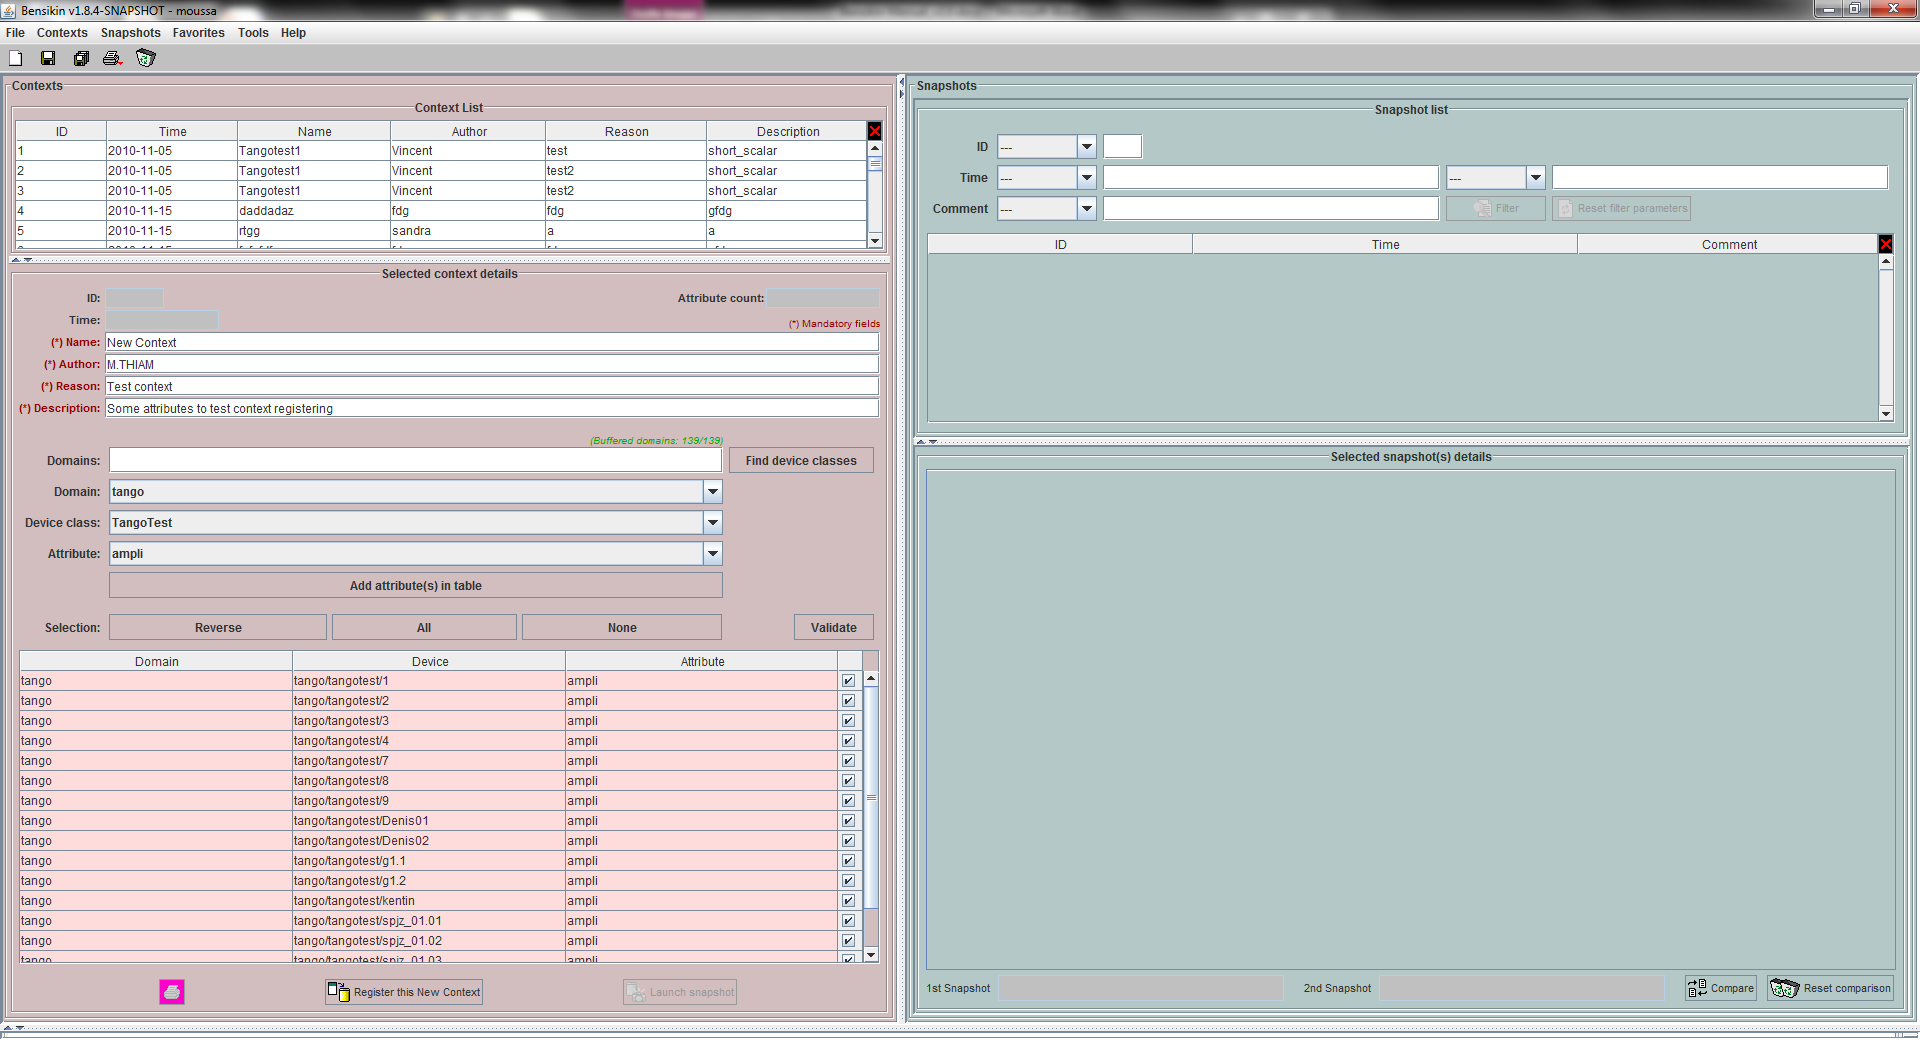 Bensikin v1.8.4-SNAPSHOT - moussa
File Contexts Snapshots Favorites Tools Help
Contexts
Context List
ID Time Name Author Reason Description
1 2010-11-05 Tangotest1 Vincent test short_scalar
2 2010-11-05 Tangotest1 Vincent test2 short_scalar
3 2010-11-05 Tangotest1 Vincent test2 short_scalar
4 2010-11-15 daddadaz fdg fdg gfdg
5 2010-11-15 rtgg sandra a a
Selected context details
ID:
Attribute count:
Time:
(*) Mandatory fields
(*) Name: New Context
(*) Author: M.THIAM
(*) Reason: Test context
(*) Description: Some attributes to test context registering
(Buffered domains: 139/139)
Domains: Find device classes
Domain: tango
Device class: TangoTest
Attribute: ampli
Add attribute(s) in table
Selection: Reverse All None Validate
Domain Device Attribute
tango tango/tangotest/1 ampli
tango tango/tangotest/2 ampli
tango tango/tangotest/3 ampli
tango tango/tangotest/4 ampli
tango tango/tangotest/7 ampli
tango tango/tangotest/8 ampli
tango tango/tangotest/9 ampli
tango tango/tangotest/Denis01 ampli
tango tango/tangotest/Denis02 ampli
tango tango/tangotest/g1.1 ampli
tango tango/tangotest/g1.2 ampli
tango tango/tangotest/kentin ampli
tango tango/tangotest/spjz_01.01 ampli
tango tango/tangotest/spjz_01.02 ampli
tango tango/tangotest/spjz_01.03 ampli
Register this New Context Launch snapshot
Snapshots
Snapshot list
ID ---
Time --- ---
Comment --- Filter Reset filter parameters
ID Time Comment
Selected snapshot(s) details
1st Snapshot 2nd Snapshot Compare Reset comparison